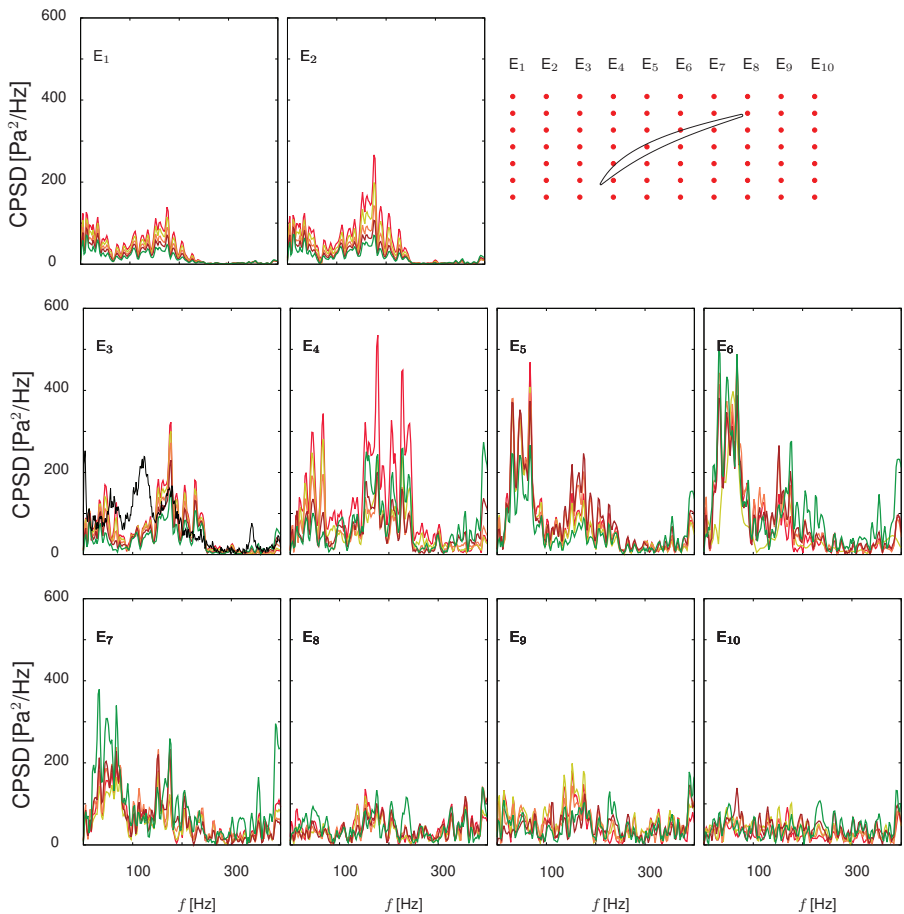 600
400
200
0
CPSD [Pa²/Hz]
E₁
E₂
E₁ E₂ E₃ E₄ E₅ E₆ E₇ E₈ E₉ E₁₀
600
400
200
0
CPSD [Pa²/Hz]
E₃
E₄
E₅
E₆
600
400
200
0
CPSD [Pa²/Hz]
E₇
E₈
E₉
E₁₀
100 300 100 300 100 300 100 300
f [Hz] f [Hz] f [Hz] f [Hz]